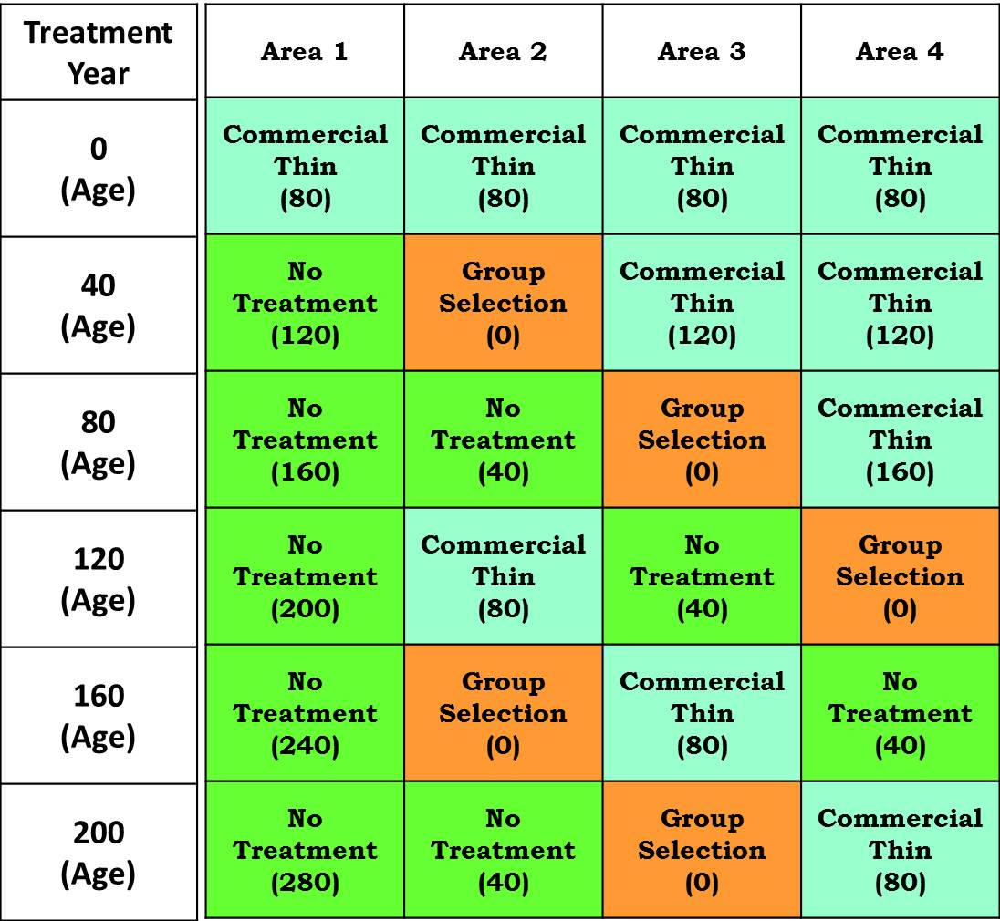 Treatment
Year
Area 1
Area 2
Area 3
Area 4
0
(Age)
Commercial
Thin
(80)
Commercial
Thin
(80)
Commercial
Thin
(80)
Commercial
Thin
(80)
40
(Age)
No
Treatment
(120)
Group
Selection
(0)
Commercial
Thin
(120)
Commercial
Thin
(120)
80
(Age)
No
Treatment
(160)
No
Treatment
(40)
Group
Selection
(0)
Commercial
Thin
(160)
120
(Age)
No
Treatment
(200)
Commercial
Thin
(80)
No
Treatment
(40)
Group
Selection
(0)
160
(Age)
No
Treatment
(240)
Group
Selection
(0)
Commercial
Thin
(80)
No
Treatment
(40)
200
(Age)
No
Treatment
(280)
No
Treatment
(40)
Group
Selection
(0)
Commercial
Thin
(80)